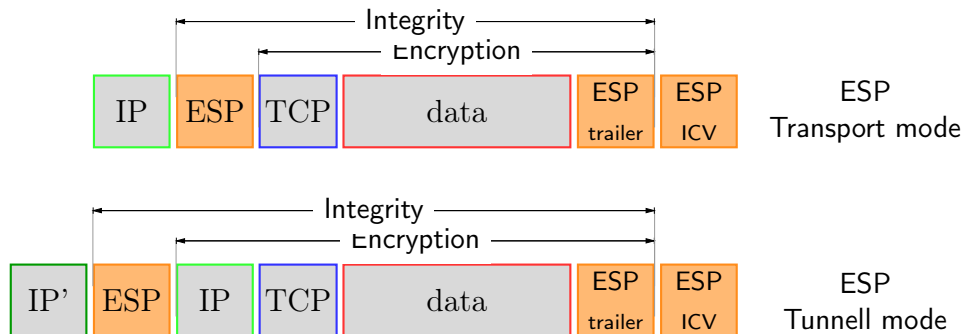 Integrity
Encryption
IP ESP TCP data ESP trailer ESP ICV
ESP
Transport mode
Integrity
Encryption
IP' ESP IP TCP data ESP trailer ESP ICV
ESP
Tunnell mode